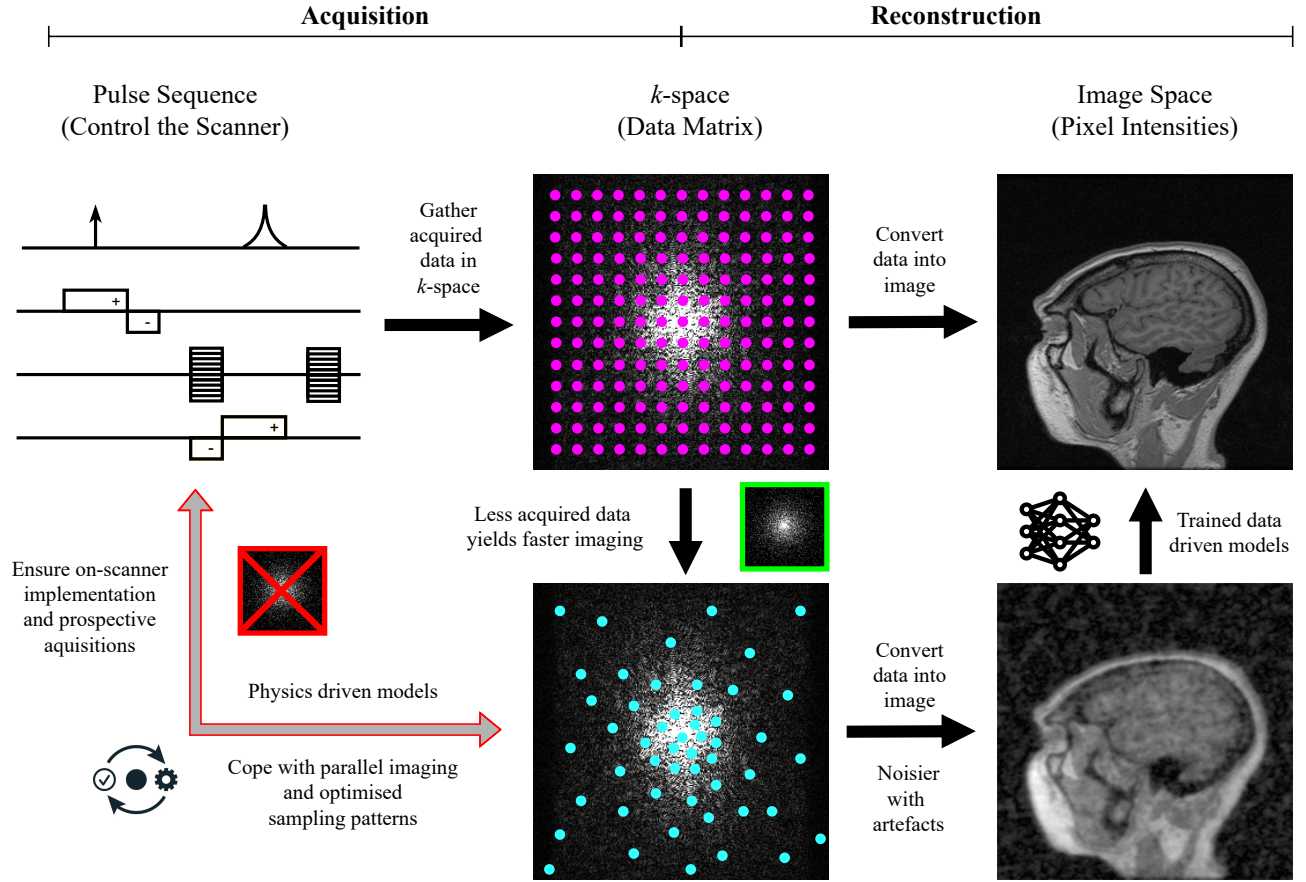 Acquisition
Reconstruction
Pulse Sequence
(Control the Scanner)
k-space
(Data Matrix)
Image Space
(Pixel Intensities)
+
-
-
+
Gather
acquired
data in
k-space
Convert
data into
image
Less acquired data
yields faster imaging
Trained data
driven models
Ensure on-scanner
implementation
and prospective
aquisitions
Physics driven models
Cope with parallel imaging
and optimised
sampling patterns
Convert
data into
image
Noisier
with
artefacts